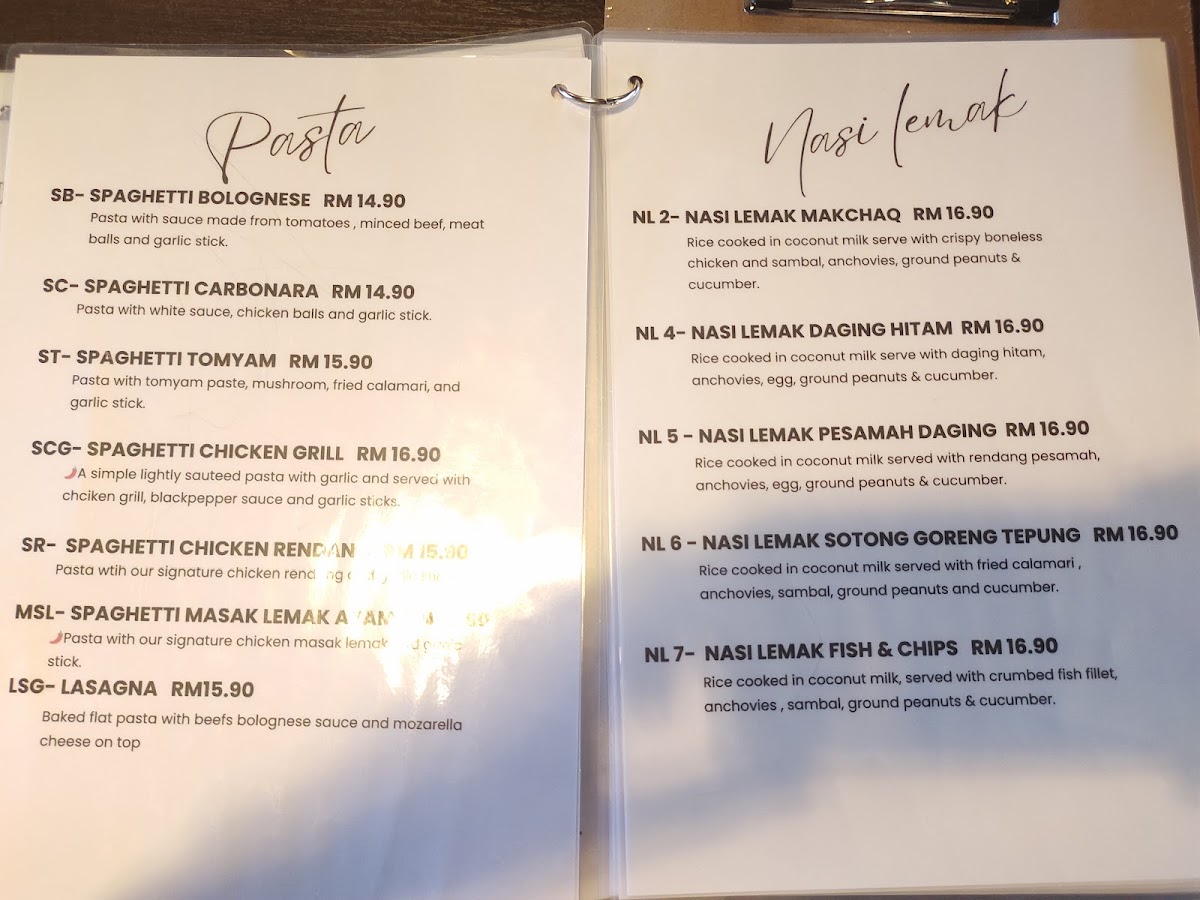 Pasta
SB- SPAGHETTI BOLOGNESE RM 14.90
Pasta with sauce made from tomatoes , minced beef, meat
balls and garlic stick.
SC- SPAGHETTI CARBONARA RM 14.90
Pasta with white sauce, chicken balls and garlic stick.
ST- SPAGHETTI TOMYAM RM 15.90
Pasta with tomyam paste, mushroom, fried calamari, and
garlic stick.
SCG- SPAGHETTI CHICKEN GRILL RM 16.90
A simple lightly sauteed pasta with garlic and served with
chciken grill, blackpepper sauce and garlic sticks.
SR- SPAGHETTI CHICKEN RM 15.90
Pasta wtih our signature chicken
MSL- SPAGHETTI MASAK LEMAK
Pasta with our signature chicken masak lemak
stick.
LSG- LASAGNA RM15.90
Baked flat pasta with beefs bolognese sauce and mozarella
cheese on top
Nasi lemak
NL 2- NASI LEMAK MAKCHAQ RM 16.90
Rice cooked in coconut milk serve with crispy boneless
chicken and sambal, anchovies, ground peanuts &
cucumber.
NL 4- NASI LEMAK DAGING HITAM RM 16.90
Rice cooked in coconut milk serve with daging hitam,
anchovies, egg, ground peanuts & cucumber.
NL 5 - NASI LEMAK PESAMAH DAGING RM 16.90
Rice cooked in coconut milk served with rendang pesamah,
anchovies, egg, ground peanuts & cucumber.
NL 6 - NASI LEMAK SOTONG GORENG TEPUNG RM 16.90
Rice cooked in coconut milk served with fried calamari ,
anchovies, sambal, ground peanuts and cucumber.
NL 7- NASI LEMAK FISH & CHIPS RM 16.90
Rice cooked in coconut milk, served with crumbed fish fillet,
anchovies , sambal, ground peanuts & cucumber.